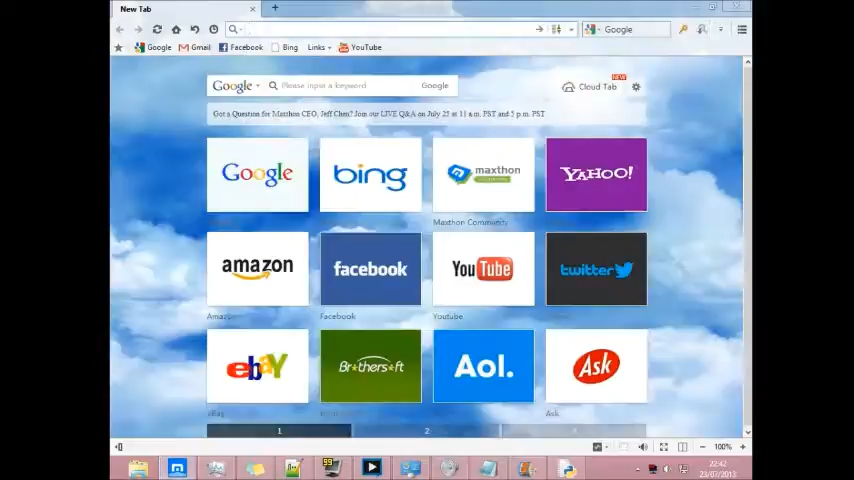 New Tab
Google
Google Gmail Facebook Bing Links YouTube
Google Please input a keyword Google
NEW
Cloud Tab
Got a Question for Maxthon CEO, Jeff Chen? Join our LIVE Q&A on July 25 at 11 a.m. PST and 5 p.m. PST
Google bing maxthon YAHOO!
Maxthon Community
amazon facebook YouTube twitter
Amazon Facebook Youtube
ebay Brothersoft Aol. Ask
eBay Ask
1 2
100%
99
22:42
23/07/2013